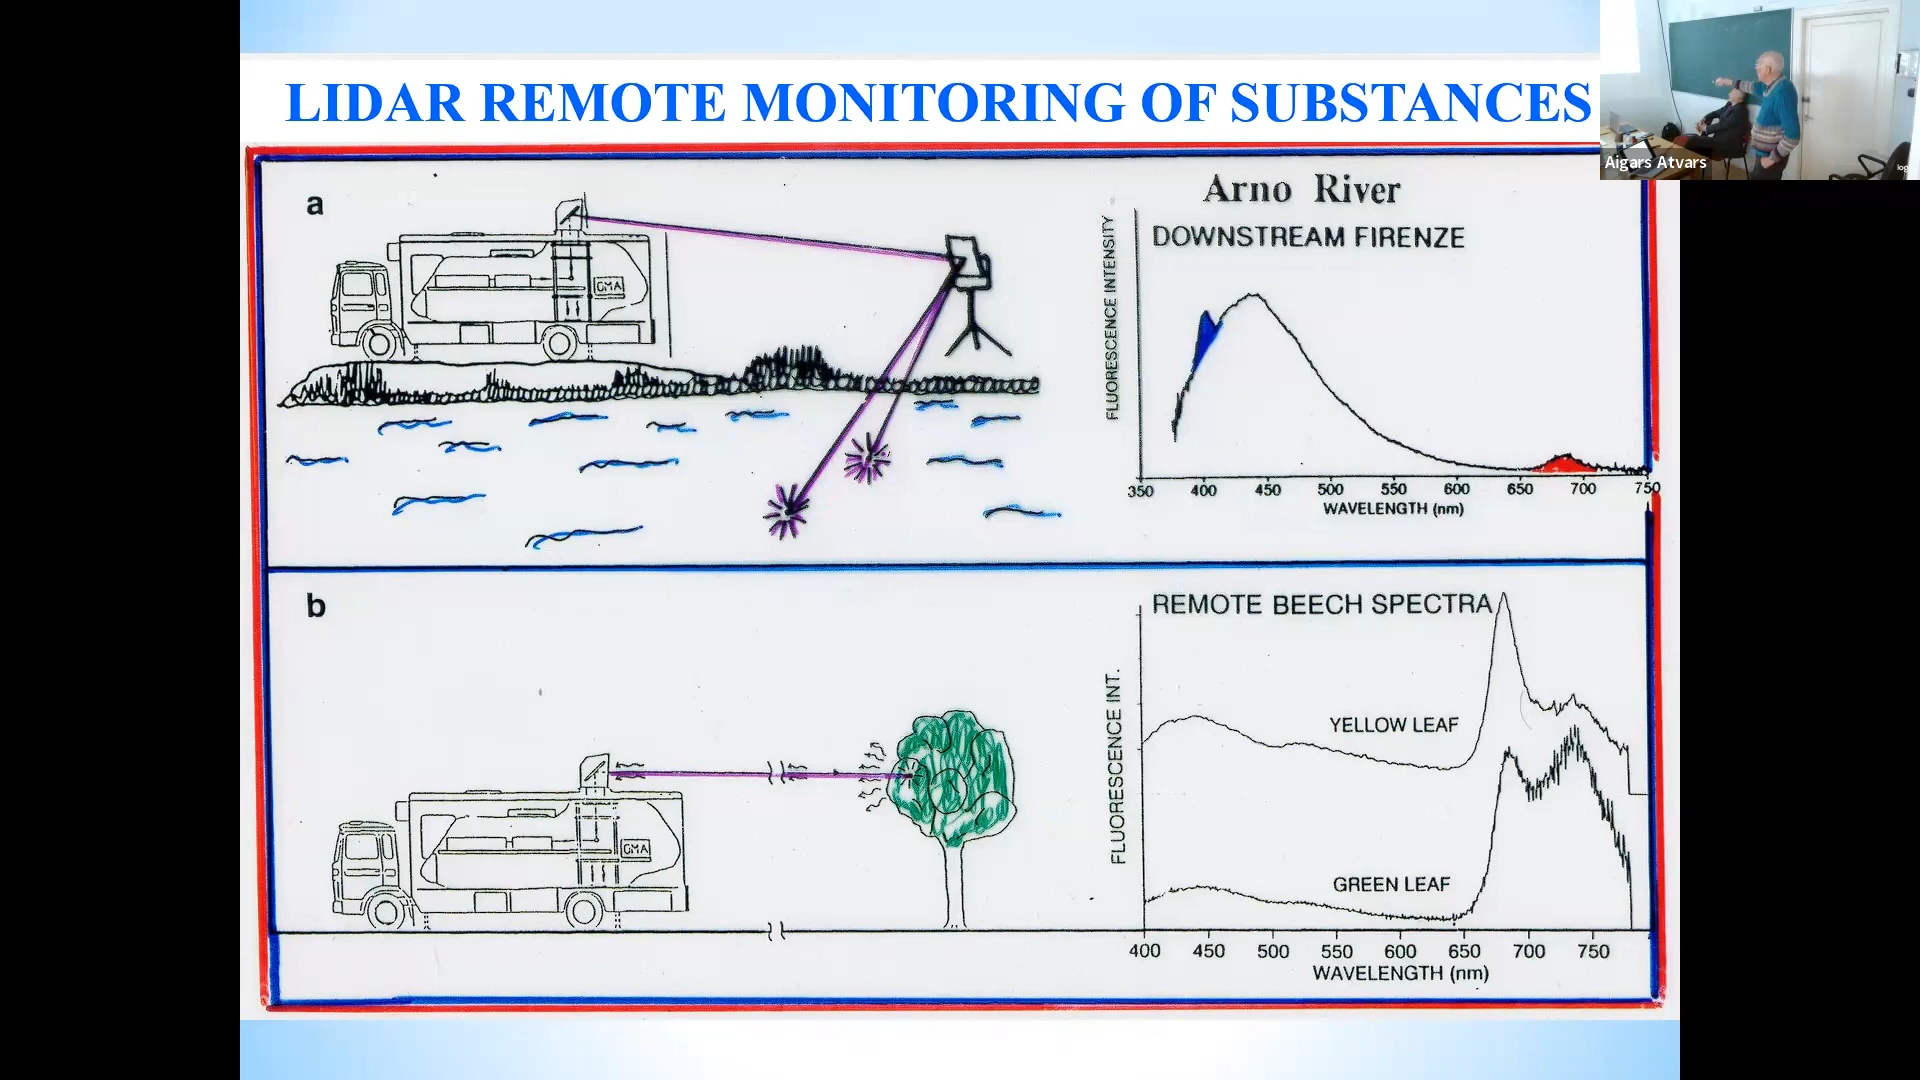 LIDAR REMOTE MONITORING OF SUBSTANCES
Aigars Atvars
a
GMA
Arno River
DOWNSTREAM FIRENZE
FLUORESCENCE INTENSITY
350 400 450 500 550 600 650 700 750
WAVELENGTH (nm)
b
GMA
REMOTE BEECH SPECTRA
YELLOW LEAF
GREEN LEAF
FLUORESCENCE INT.
400 450 500 550 600 650 700 750
WAVELENGTH (nm)